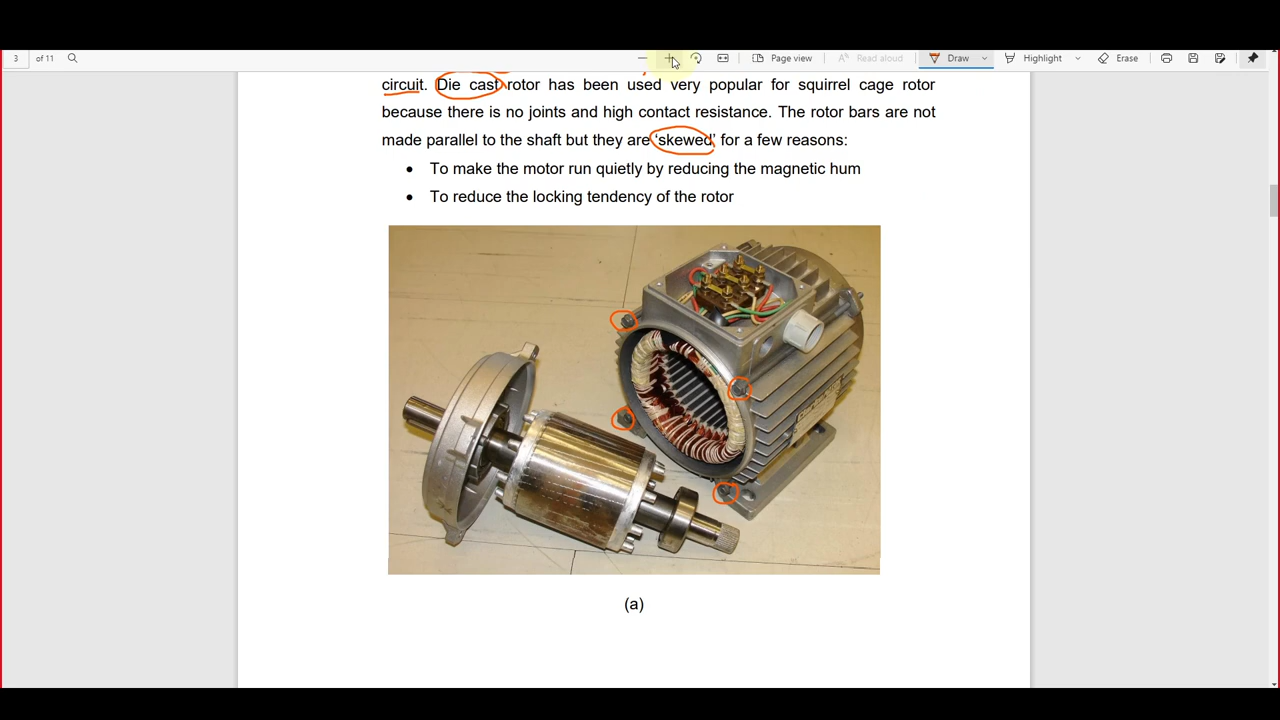 3 of 11 Page view Read aloud Draw Highlight Erase
circuit. Die cast rotor has been used very popular for squirrel cage rotor
because there is no joints and high contact resistance. The rotor bars are not
made parallel to the shaft but they are ‘skewed’ for a few reasons:
• To make the motor run quietly by reducing the magnetic hum
• To reduce the locking tendency of the rotor
(a)